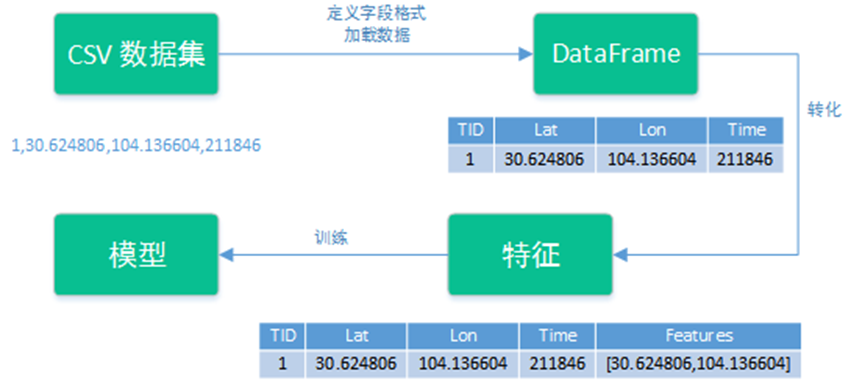 CSV 数据集
定义字段格式
加载数据
DataFrame
转化
1,30.624806,104.136604,211846
TID Lat Lon Time
1 30.624806 104.136604 211846
模型
训练
特征
TID Lat Lon Time Features
1 30.624806 104.136604 211846 [30.624806,104.136604]